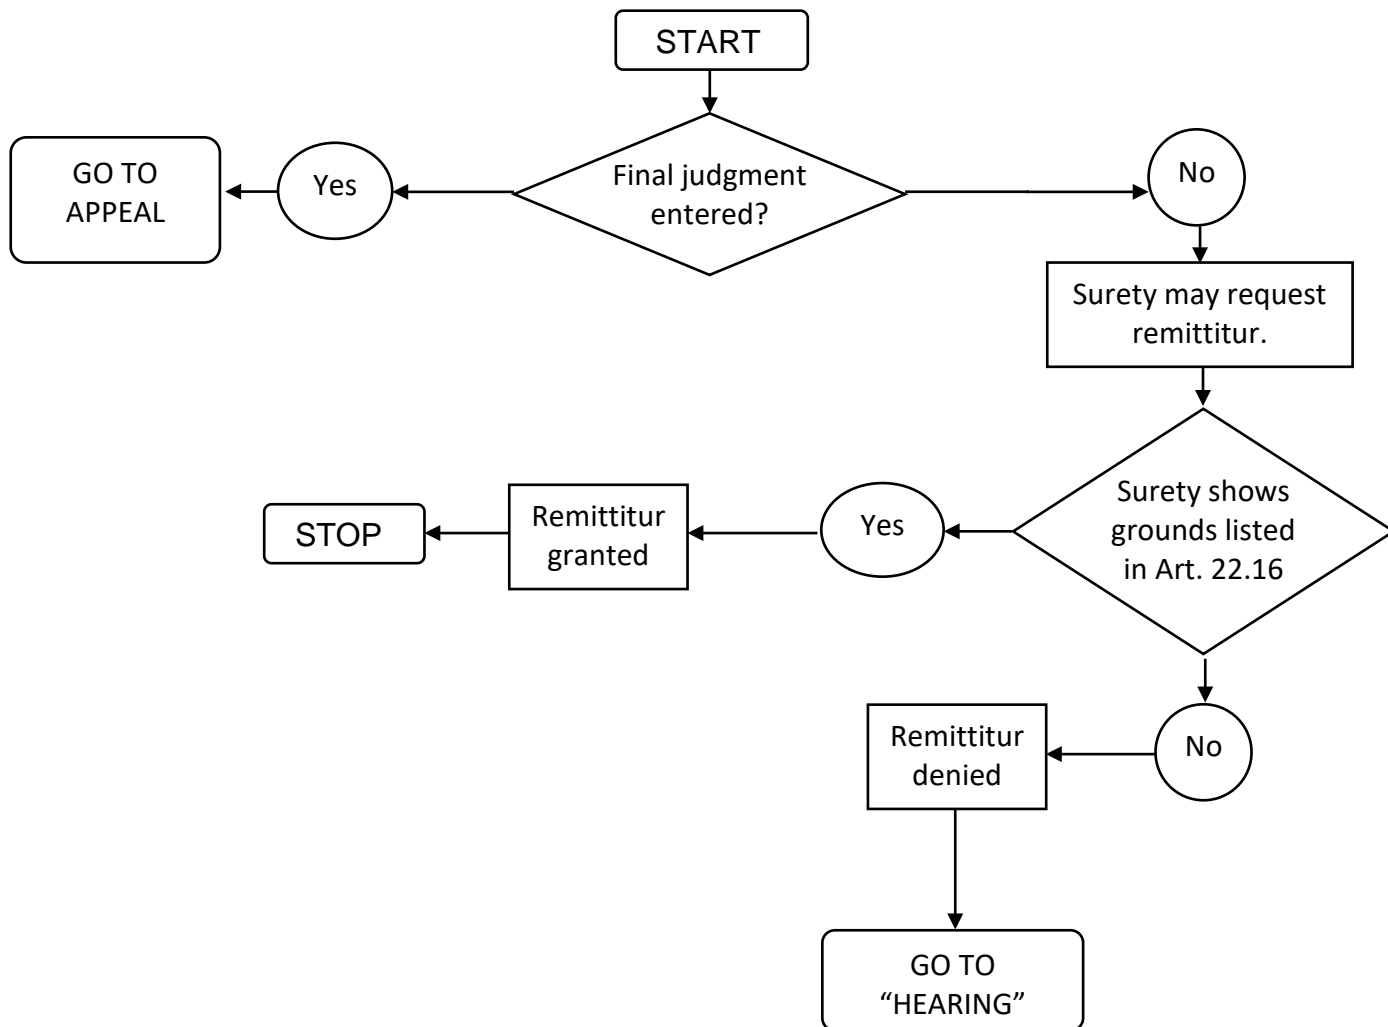 START
Final judgment
entered?
Yes
GO TO
APPEAL
No
Surety may request
remittitur.
Surety shows
grounds listed
in Art. 22.16
Yes
Remittitur
granted
STOP
No
Remittitur
denied
GO TO
“HEARING”